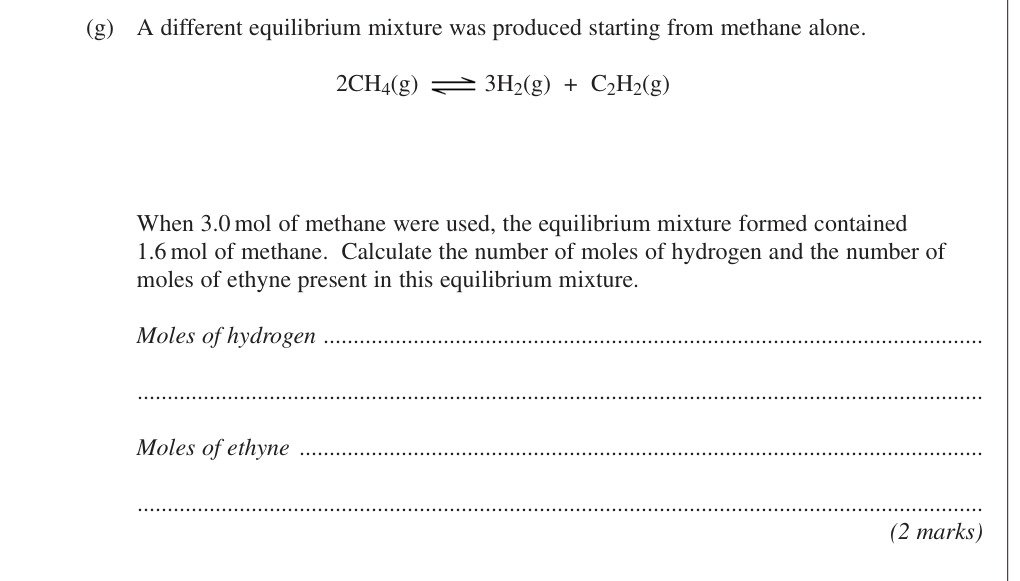 (g) A different equilibrium mixture was produced starting from methane alone.
2CH₄(g) ⇌ 3H₂(g) + C₂H₂(g)
When 3.0 mol of methane were used, the equilibrium mixture formed contained
1.6 mol of methane. Calculate the number of moles of hydrogen and the number of
moles of ethyne present in this equilibrium mixture.
Moles of hydrogen ..............................................................................................................
.............................................................................................................................................
Moles of ethyne ..................................................................................................................
.............................................................................................................................................
(2 marks)